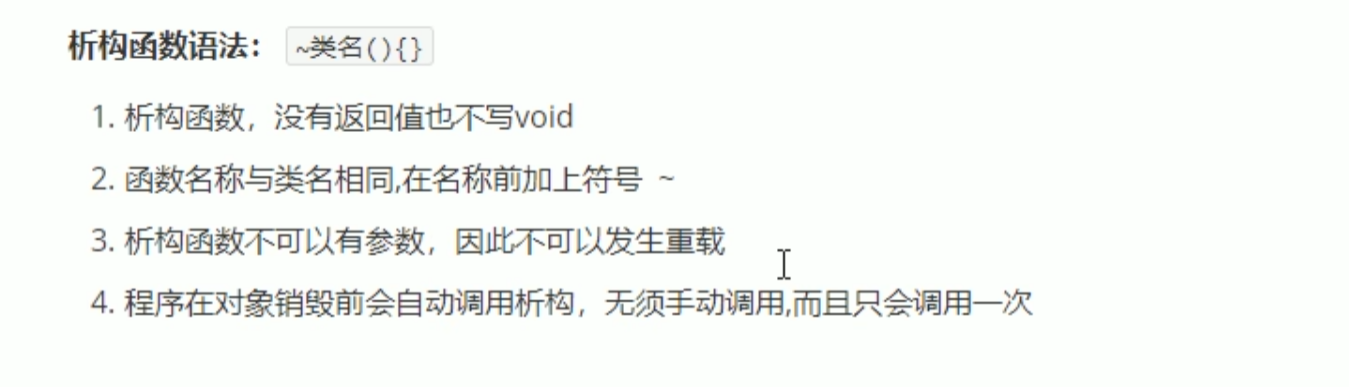 析构函数语法： ~类名(){}
1. 析构函数，没有返回值也不写void
2. 函数名称与类名相同,在名称前加上符号 ~
3. 析构函数不可以有参数，因此不可以发生重载
4. 程序在对象销毁前会自动调用析构，无须手动调用,而且只会调用一次